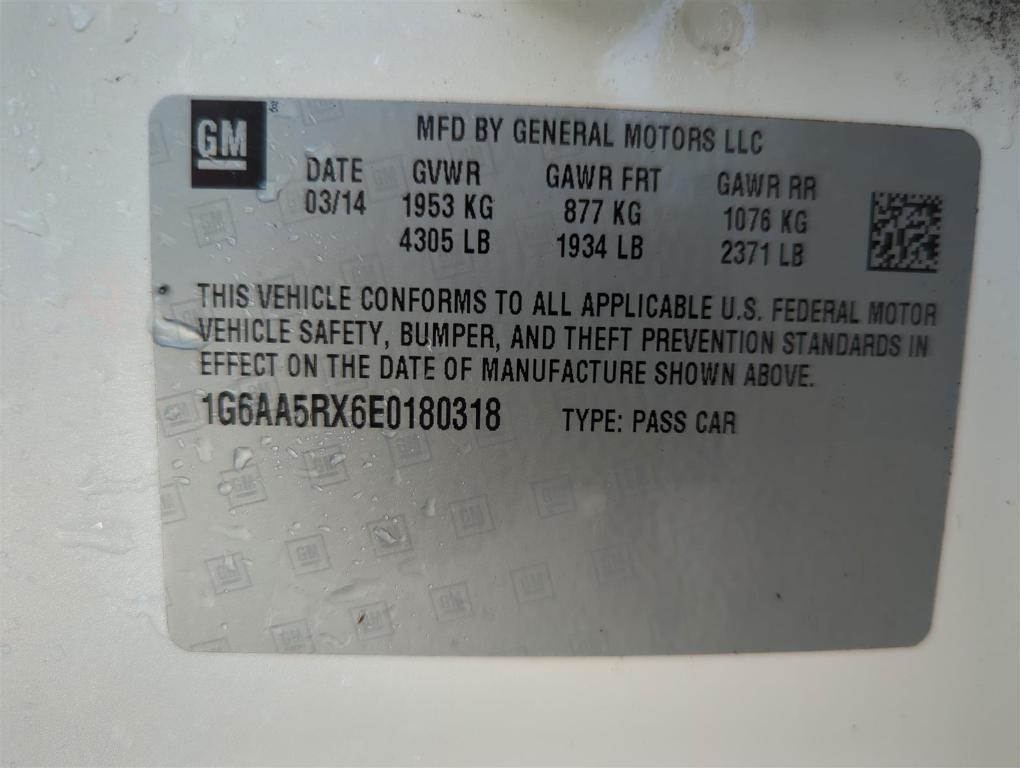 GM
MFD BY GENERAL MOTORS LLC
DATE GVWR GAWR FRT GAWR RR
03/14 1953 KG 877 KG 1076 KG
4305 LB 1934 LB 2371 LB
THIS VEHICLE CONFORMS TO ALL APPLICABLE U.S. FEDERAL MOTOR
VEHICLE SAFETY, BUMPER, AND THEFT PREVENTION STANDARDS IN
EFFECT ON THE DATE OF MANUFACTURE SHOWN ABOVE.
1G6AA5RX6E0180318 TYPE: PASS CAR